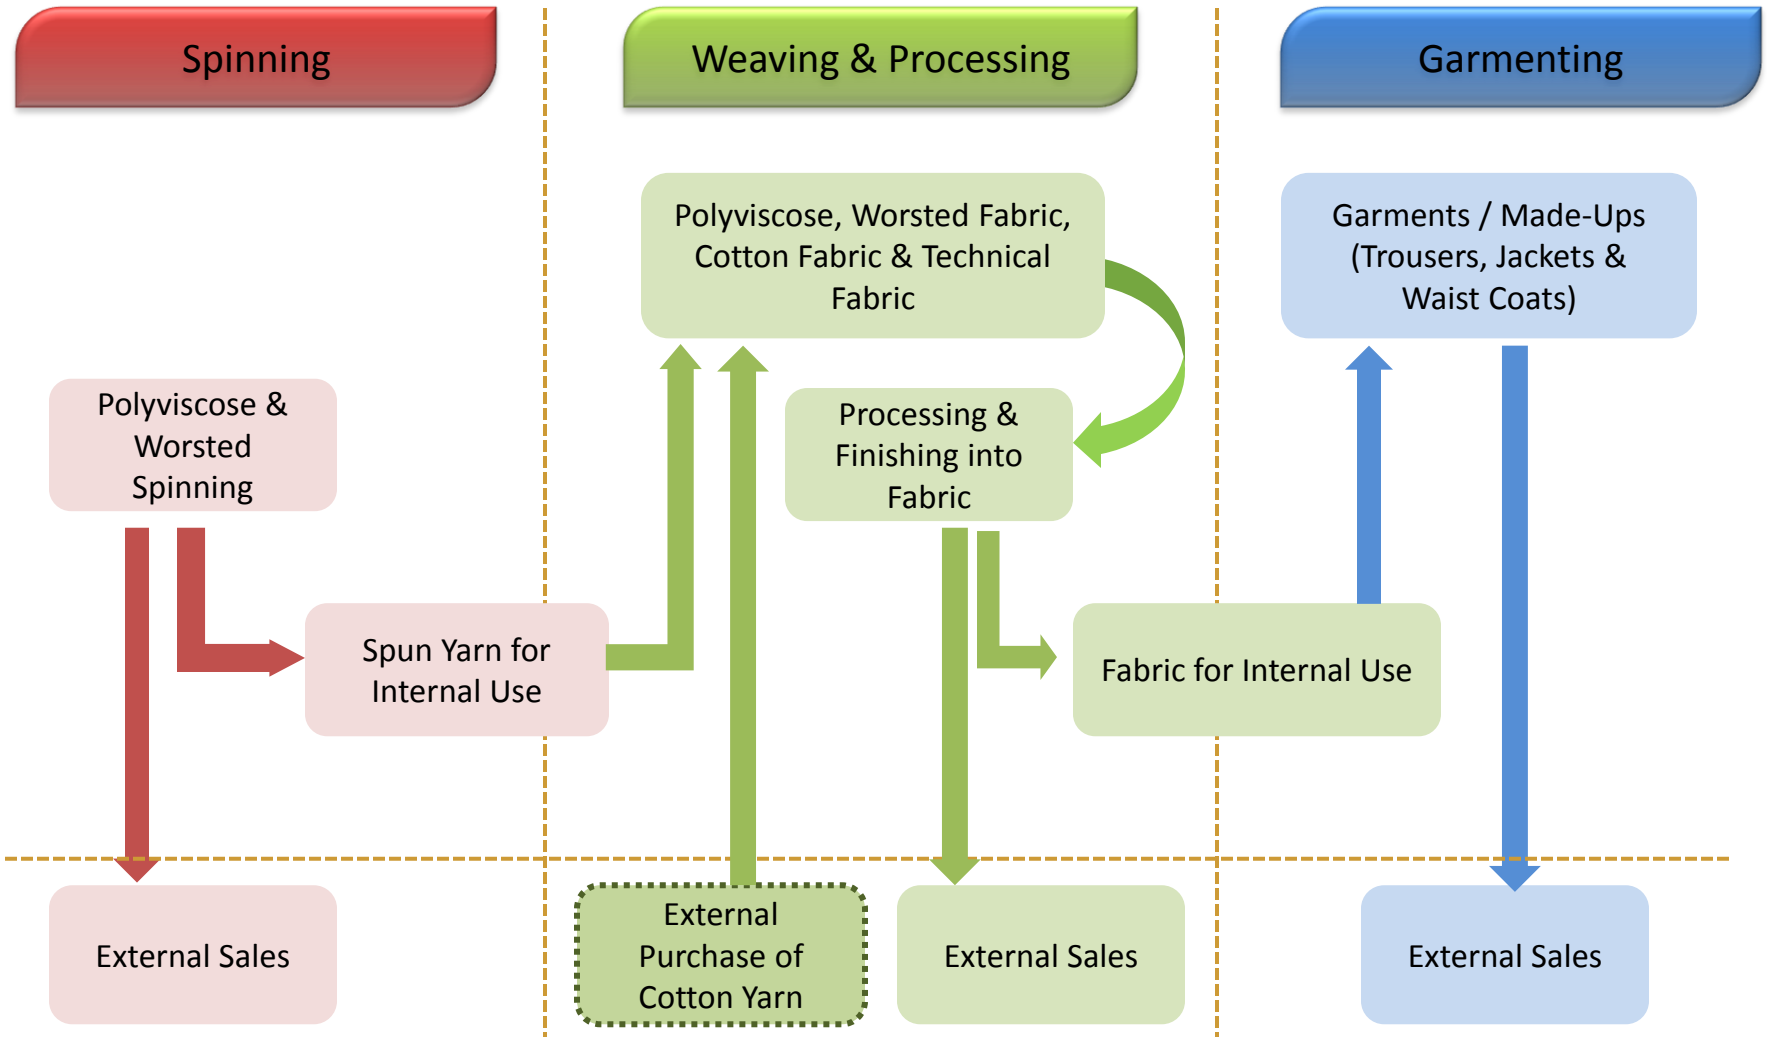 Spinning
Weaving & Processing
Garmenting
Polyviscose, Worsted Fabric,
Cotton Fabric & Technical
Fabric
Garments / Made-Ups
(Trousers, Jackets &
Waist Coats)
Polyviscose &
Worsted
Spinning
Processing &
Finishing into
Fabric
Spun Yarn for
Internal Use
Fabric for Internal Use
External Sales
External
Purchase of
Cotton Yarn
External Sales
External Sales